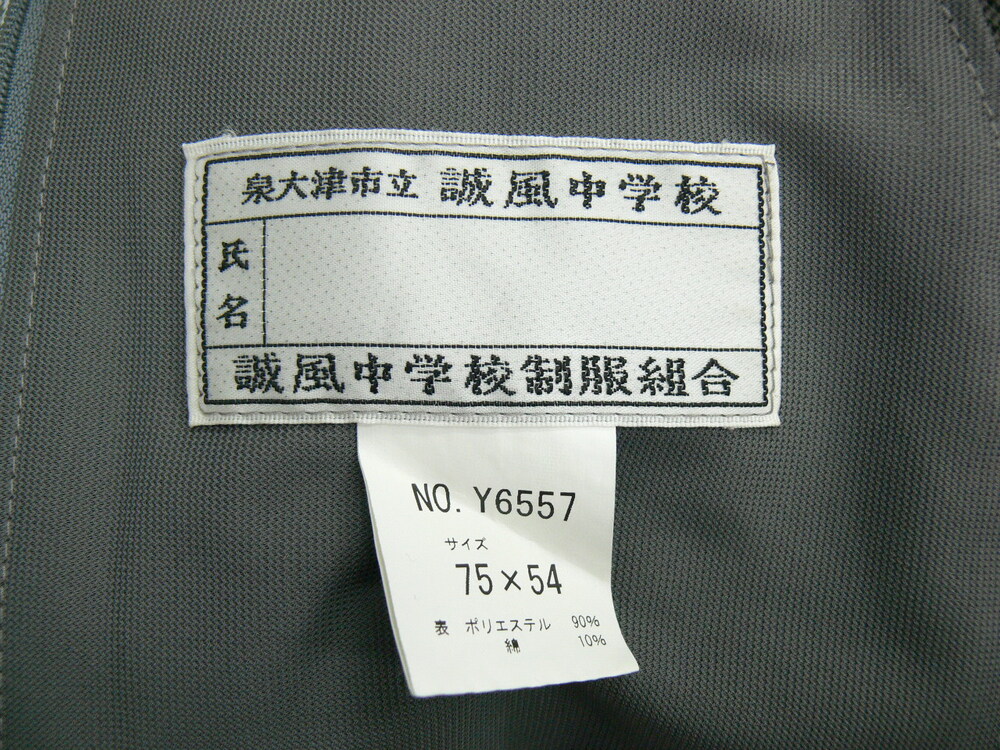 泉大津市立 誠風中学校
氏名
誠風中学校制服組合
NO. Y6557
サイズ
75×54
表 ポリエステル 90%
綿 10%